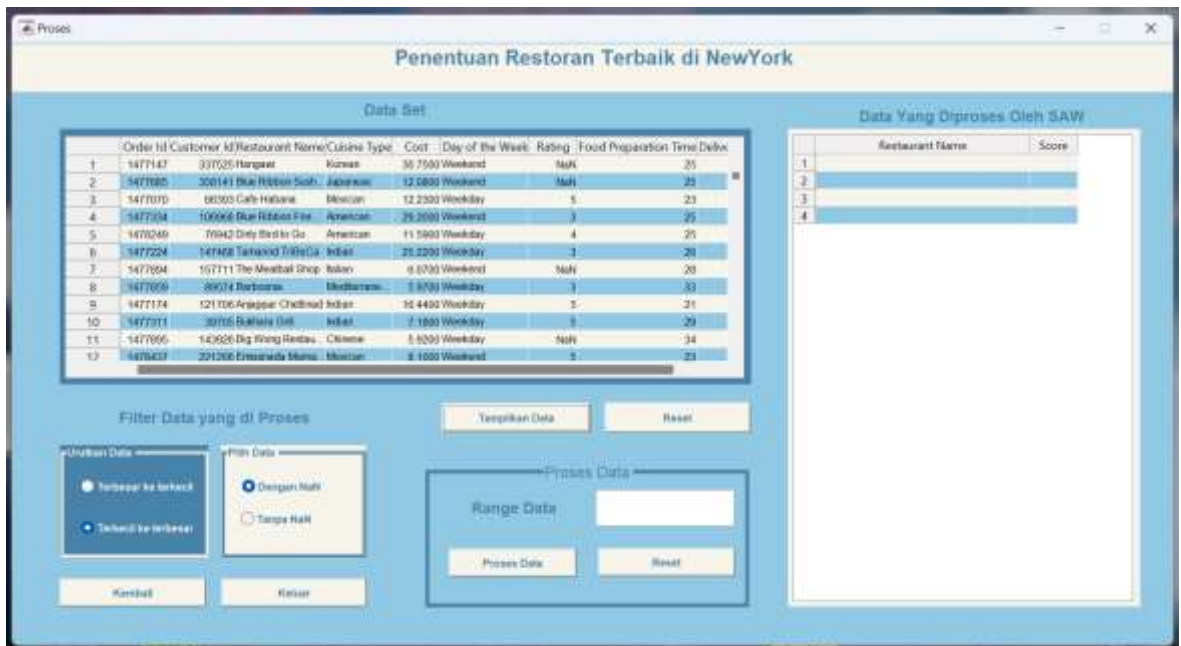 Proses
Penentuan Restoran Terbaik di NewYork
Data Set
Order Id Customer Id Restaurant Name Cuisine Type Cost Day of the Week Rating Food Preparation Time Delive
1 1477147 337525 Hangawi Korean 30.7500 Weekend NaN 25
2 1477685 358141 Blue Ribbon Sush... Japanese 12.0800 Weekend NaN 25
3 1477070 66393 Cafe Habana Mexican 12.2300 Weekday 5 23
4 1477334 106968 Blue Ribbon Frie... American 29.2000 Weekend 3 25
5 1478249 76942 Dirty Bird to Go American 11.5900 Weekday 4 25
6 1477224 147468 Tamarind TriBeCa Indian 25.2200 Weekday 3 20
7 1477894 157711 The Meatball Shop Italian 6.0700 Weekend NaN 28
8 1477859 89574 Barbounia Mediterrane... 5.9700 Weekday 3 33
9 1477174 121706 Anjappar Chettinad Indian 16.4400 Weekday 5 21
10 1477311 39705 Bukhara Grill Indian 7.1800 Weekday 5 29
11 1477895 143926 Big Wong Restau... Chinese 5.9200 Weekday NaN 34
12 1478437 221206 Empanada Mama... Mexican 8.1000 Weekend 5 23
Data Yang Diproses Oleh SAW
Restaurant Name Score
1
2
3
4
Filter Data yang di Proses
Urutkan Data
Terbesar ke terkecil
Terkecil ke terbesar
Pilih Data
Dengan NaN
Tanpa NaN
Kembali
Keluar
Tampilkan Data
Reset
Proses Data
Range Data
Proses Data
Reset